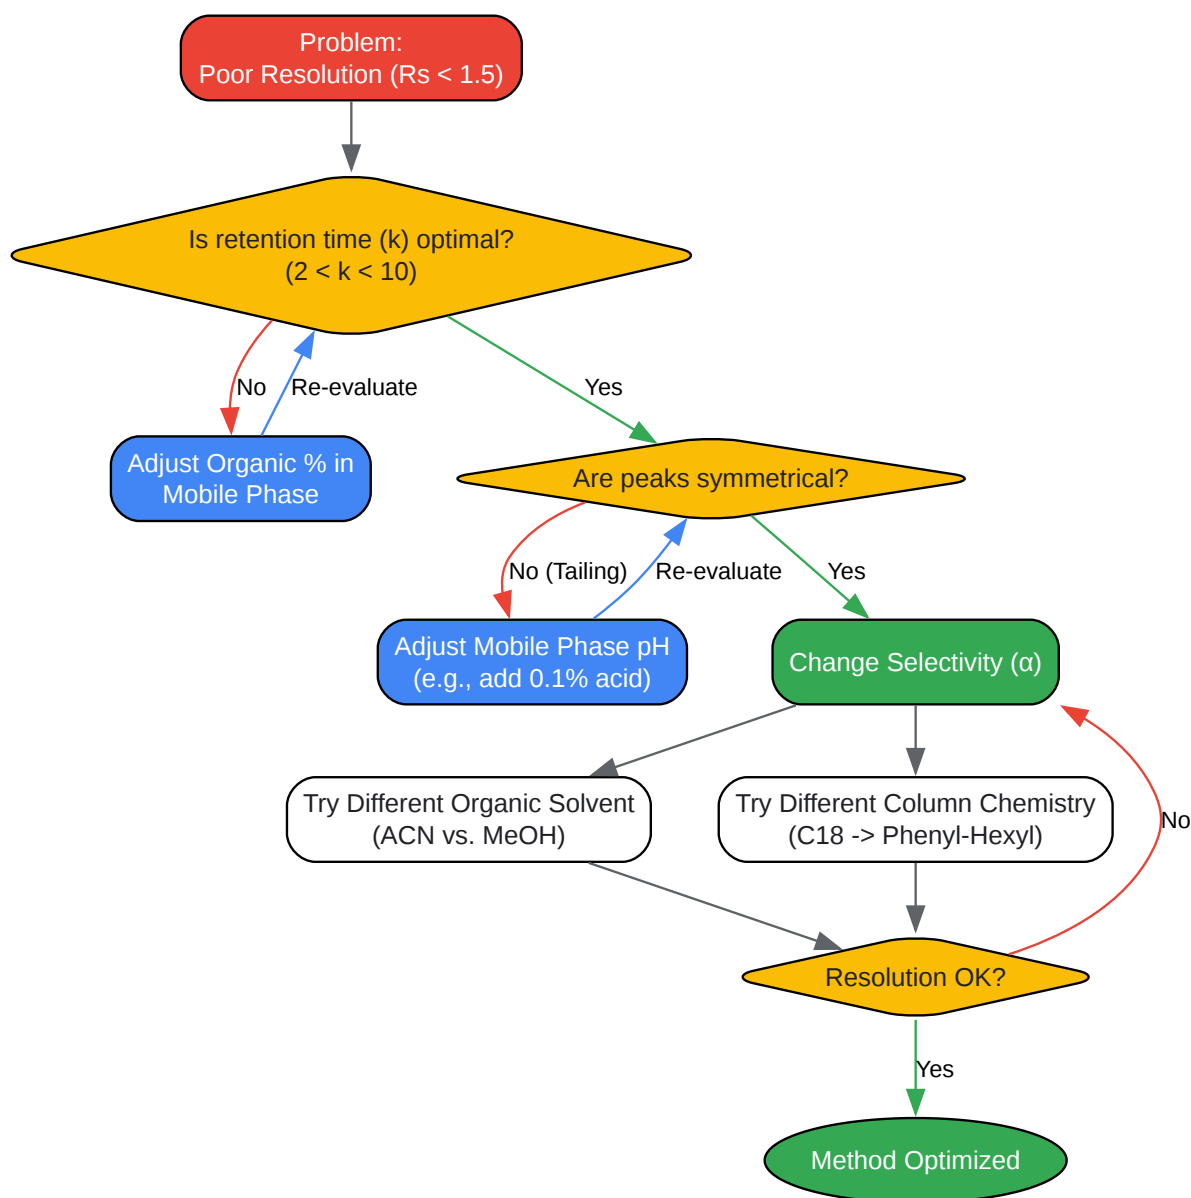 Problem:
Poor Resolution (Rs < 1.5)
Is retention time (k) optimal?
(2 < k < 10)
No
Re-evaluate
Yes
Adjust Organic % in
Mobile Phase
Are peaks symmetrical?
No (Tailing)
Re-evaluate
Yes
Adjust Mobile Phase pH
(e.g., add 0.1% acid)
Change Selectivity (α)
Try Different Organic Solvent
(ACN vs. MeOH)
Try Different Column Chemistry
(C18 -> Phenyl-Hexyl)
No
Resolution OK?
Yes
Method Optimized